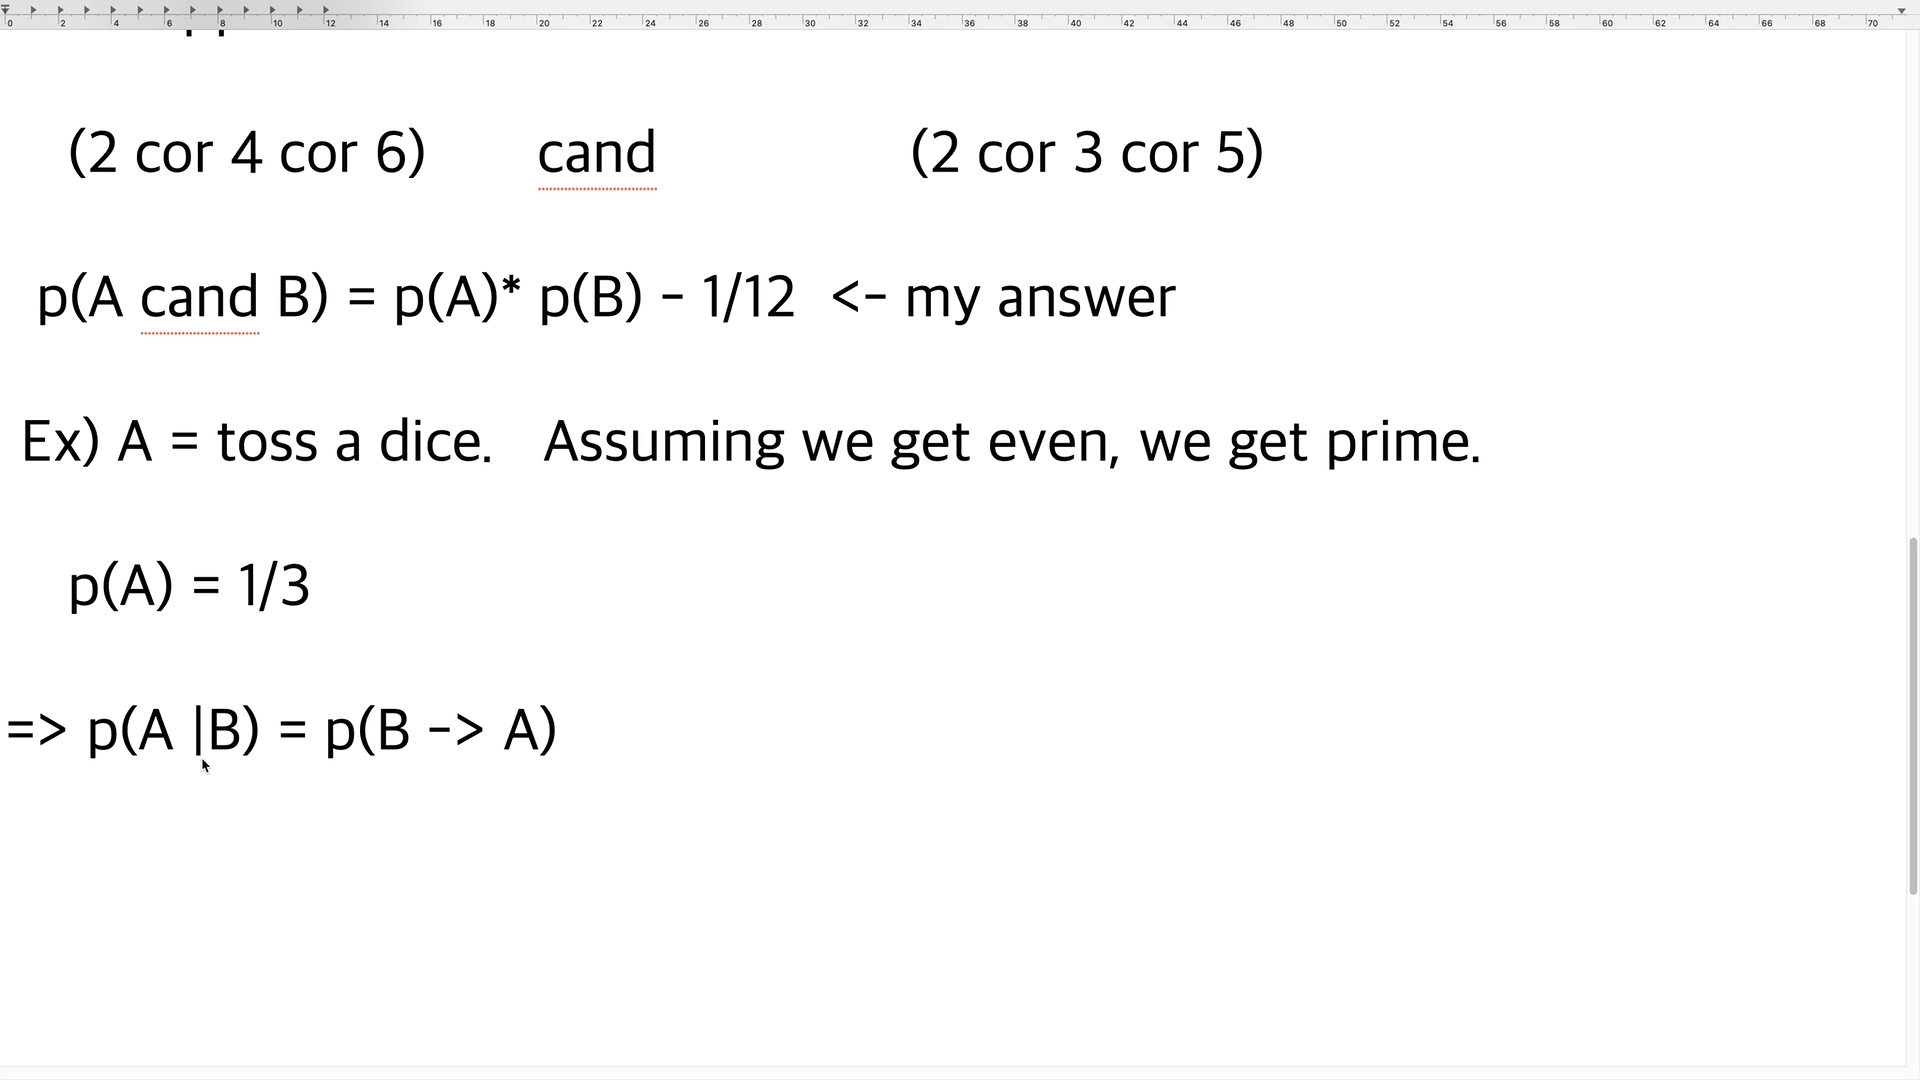 0 2 4 6 8 10 12 14 16 18 20 22 24 26 28 30 32 34 36 38 40 42 44 46 48 50 52 54 56 58 60 62 64 66 68 70
(2 cor 4 cor 6) cand (2 cor 3 cor 5)
p(A cand B) = p(A)* p(B) - 1/12 <- my answer
Ex) A = toss a dice. Assuming we get even, we get prime.
p(A) = 1/3
=> p(A |B) = p(B -> A)